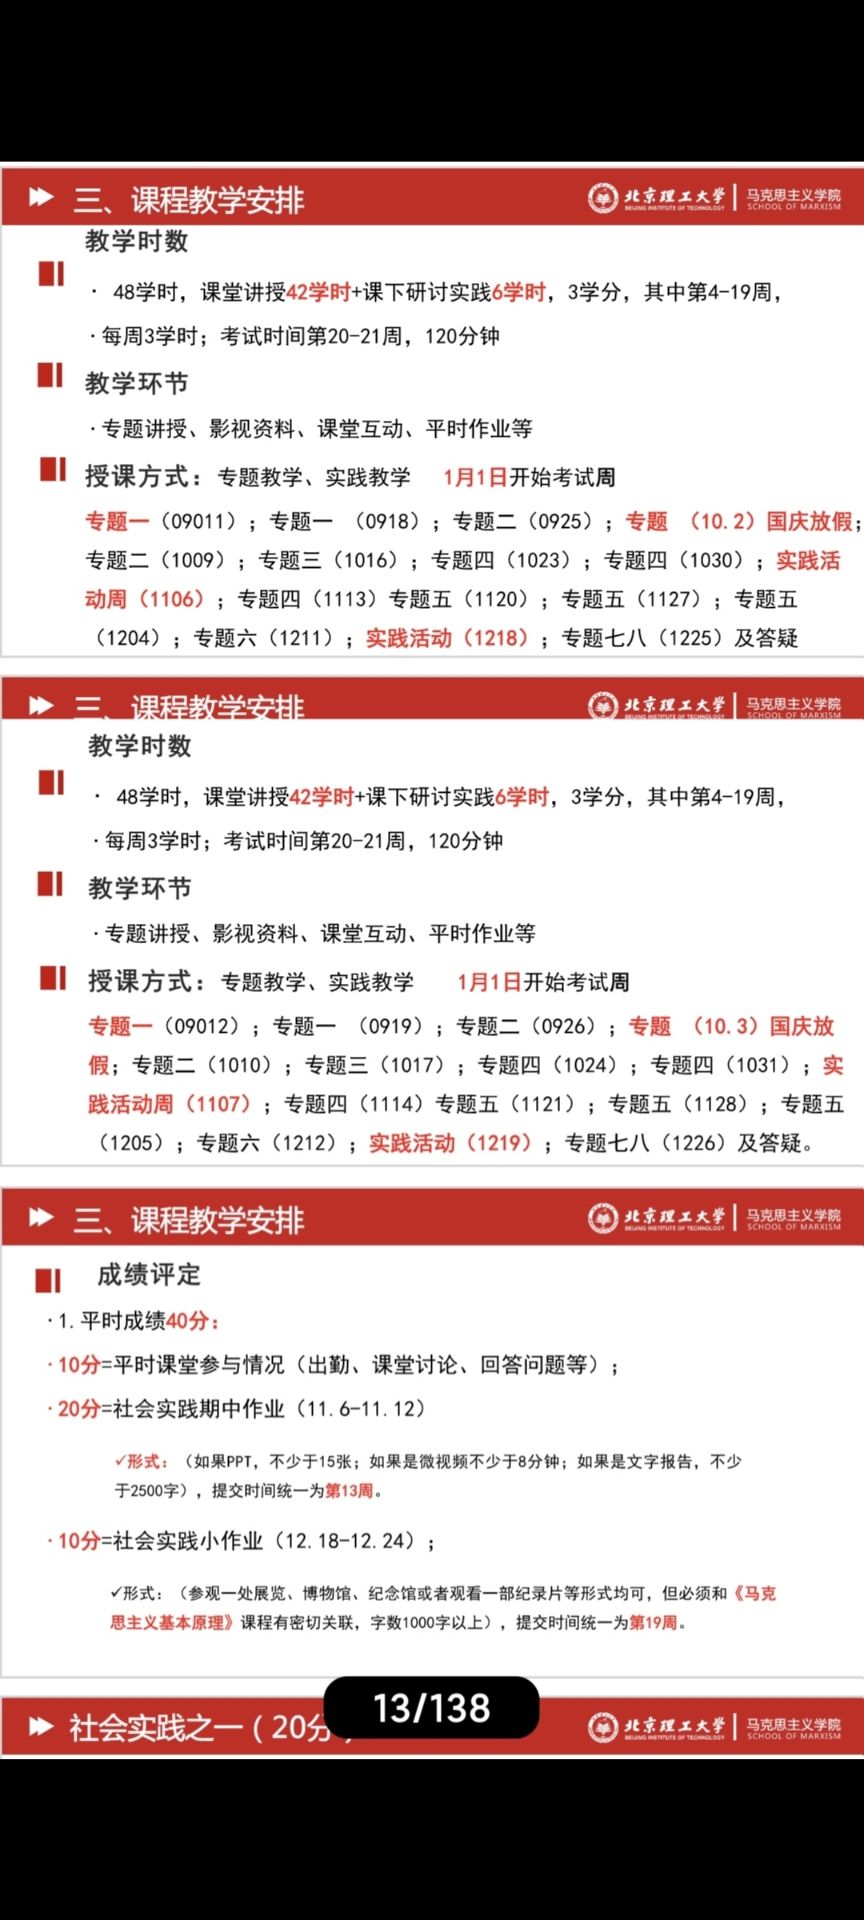 三、课程教学安排
北京理工大学 马克思主义学院
BEIJING INSTITUTE OF TECHNOLOGY SCHOOL OF MARXISM
教学时数
· 48学时，课堂讲授42学时+课下研讨实践6学时，3学分，其中第4-19周，
·每周3学时；考试时间第20-21周，120分钟
教学环节
·专题讲授、影视资料、课堂互动、平时作业等
授课方式：专题教学、实践教学 1月1日开始考试周
专题一（09011）；专题一 （0918）；专题二（0925）；专题 （10.2）国庆放假；
专题二（1009）；专题三（1016）；专题四（1023）；专题四（1030）；实践活
动周（1106）；专题四（1113）专题五（1120）；专题五（1127）；专题五
（1204）；专题六（1211）；实践活动（1218）；专题七八（1225）及答疑
三、课程教学安排
北京理工大学 马克思主义学院
BEIJING INSTITUTE OF TECHNOLOGY SCHOOL OF MARXISM
教学时数
· 48学时，课堂讲授42学时+课下研讨实践6学时，3学分，其中第4-19周，
·每周3学时；考试时间第20-21周，120分钟
教学环节
·专题讲授、影视资料、课堂互动、平时作业等
授课方式：专题教学、实践教学 1月1日开始考试周
专题一（09012）；专题一 （0919）；专题二（0926）；专题 （10.3）国庆放
假；专题二（1010）；专题三（1017）；专题四（1024）；专题四（1031）；实
践活动周（1107）；专题四（1114）专题五（1121）；专题五（1128）；专题五
（1205）；专题六（1212）；实践活动（1219）；专题七八（1226）及答疑。
三、课程教学安排
北京理工大学 马克思主义学院
BEIJING INSTITUTE OF TECHNOLOGY SCHOOL OF MARXISM
成绩评定
·1.平时成绩40分：
·10分=平时课堂参与情况（出勤、课堂讨论、回答问题等）；
·20分=社会实践期中作业（11.6-11.12）
✓形式：（如果PPT，不少于15张；如果是微视频不少于8分钟；如果是文字报告，不少
于2500字），提交时间统一为第13周。
·10分=社会实践小作业（12.18-12.24）；
✓形式：（参观一处展览、博物馆、纪念馆或者观看一部纪录片等形式均可，但必须和《马克
思主义基本原理》课程有密切关联，字数1000字以上），提交时间统一为第19周。
13/138
社会实践之一（20分）
北京理工大学 马克思主义学院
BEIJING INSTITUTE OF TECHNOLOGY SCHOOL OF MARXISM